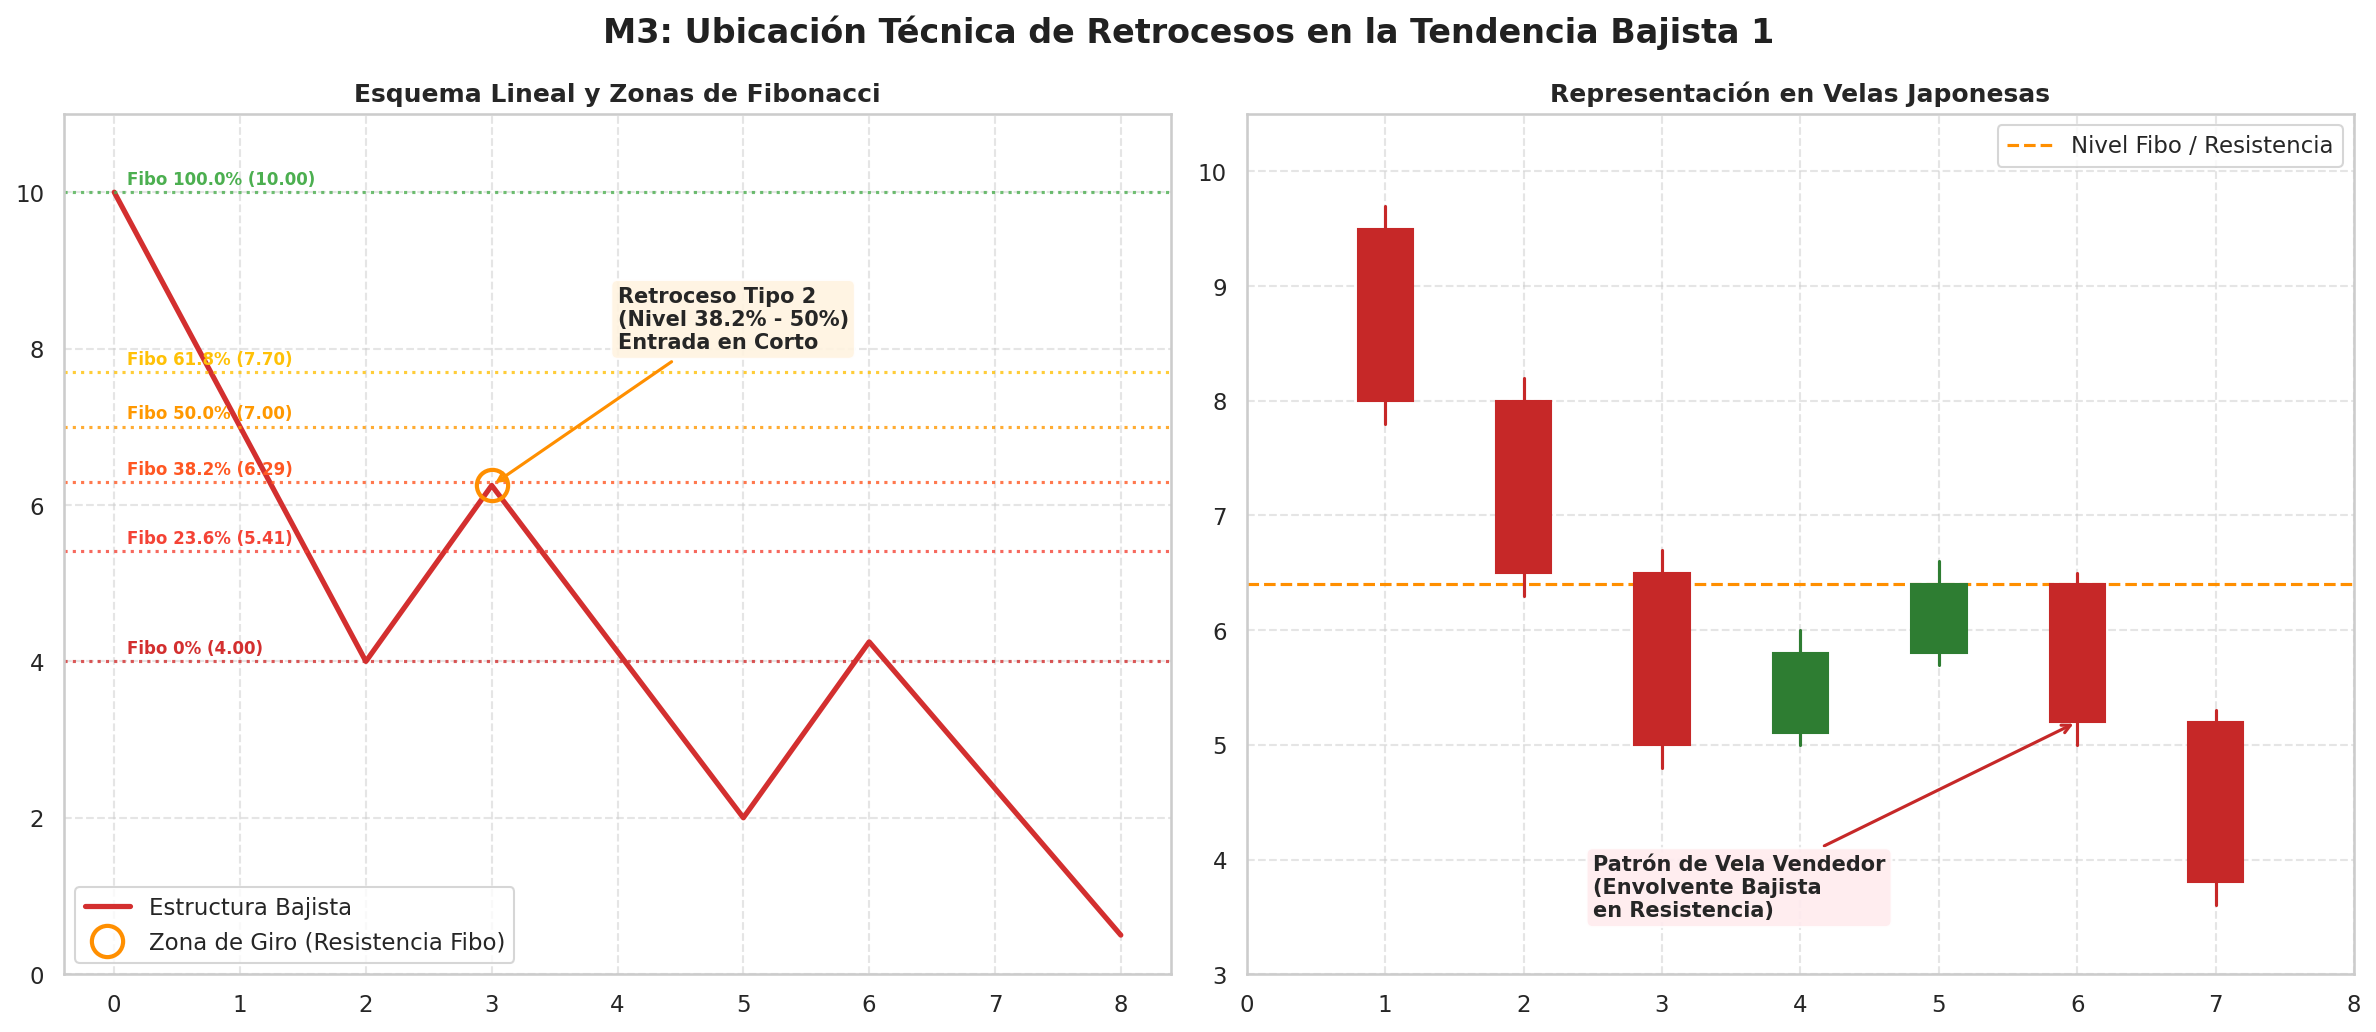 M3: Ubicación Técnica de Retrocesos en la Tendencia Bajista 1
Esquema Lineal y Zonas de Fibonacci
10
8
6
4
2
0
Fibo 100.0% (10.00)
Fibo 61.8% (7.70)
Fibo 50.0% (7.00)
Fibo 38.2% (6.29)
Fibo 23.6% (5.41)
Fibo 0% (4.00)
Retroceso Tipo 2
(Nivel 38.2% - 50%)
Entrada en Corto
Estructura Bajista
Zona de Giro (Resistencia Fibo)
0 1 2 3 4 5 6 7 8
Representación en Velas Japonesas
Nivel Fibo / Resistencia
10
9
8
7
6
5
4
3
Patrón de Vela Vendedor
(Envolvente Bajista
en Resistencia)
0 1 2 3 4 5 6 7 8